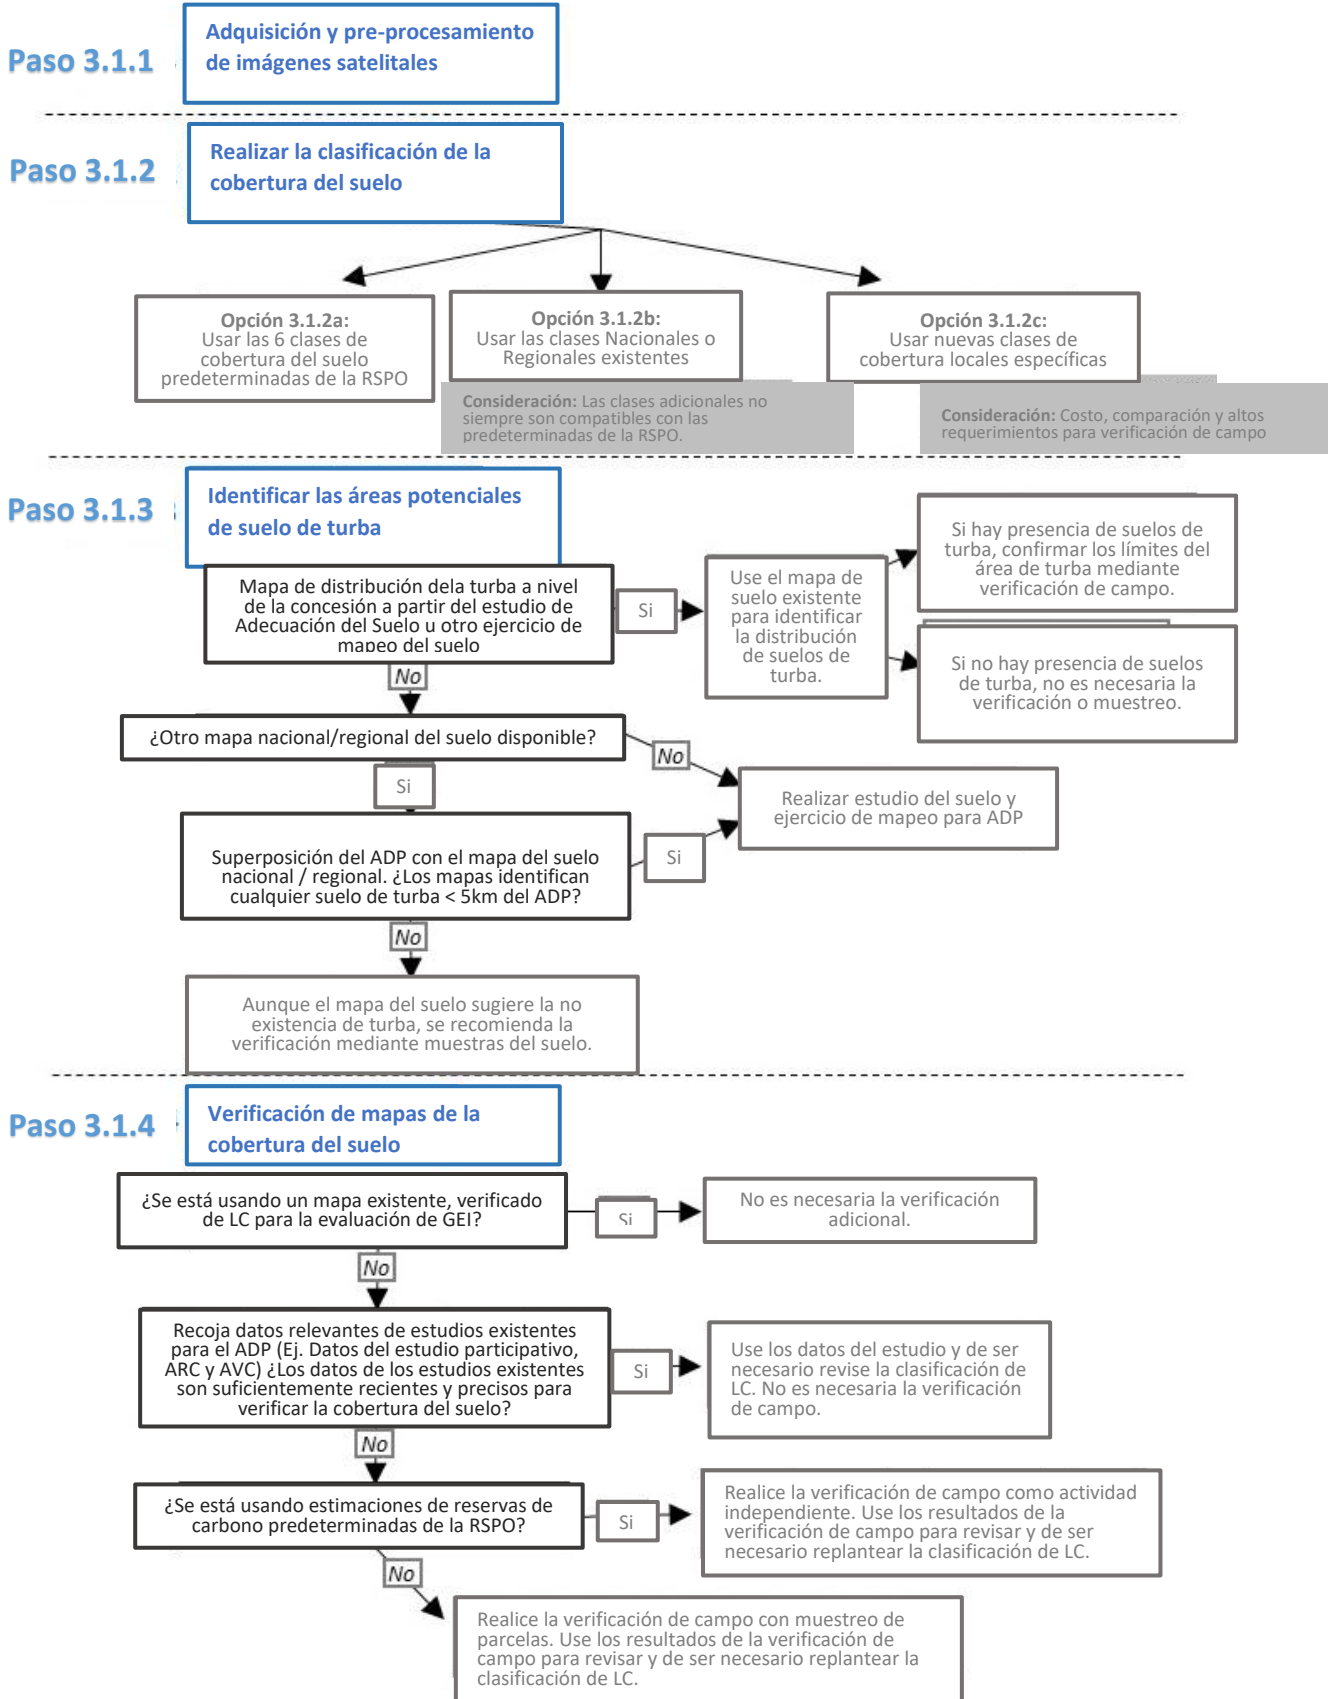 Paso 3.1.1
Adquisición y pre-procesamiento
de imágenes satelitales
Paso 3.1.2
Realizar la clasificación de la
cobertura del suelo
Opción 3.1.2a:
Usar las 6 clases de
cobertura del suelo
predeterminadas de la RSPO
Opción 3.1.2b:
Usar las clases Nacionales o
Regionales existentes
Opción 3.1.2c:
Usar nuevas clases de
cobertura locales específicas
Consideración: Las clases adicionales no
siempre son compatibles con las
predeterminadas de la RSPO.
Consideración: Costo, comparación y altos
requerimientos para verificación de campo
Paso 3.1.3
Identificar las áreas potenciales
de suelo de turba
Mapa de distribución dela turba a nivel
de la concesión a partir del estudio de
Adecuación del Suelo u otro ejercicio de
mapeo del suelo
Si
Use el mapa de
suelo existente
para identificar
la distribución
de suelos de
turba.
Si hay presencia de suelos de
turba, confirmar los límites del
área de turba mediante
verificación de campo.
Si no hay presencia de suelos
de turba, no es necesaria la
verificación o muestreo.
No
¿Otro mapa nacional/regional del suelo disponible?
No
Si
Realizar estudio del suelo y
ejercicio de mapeo para ADP
Superposición del ADP con el mapa del suelo
nacional / regional. ¿Los mapas identifican
cualquier suelo de turba < 5km del ADP?
Si
No
Aunque el mapa del suelo sugiere la no
existencia de turba, se recomienda la
verificación mediante muestras del suelo.
Paso 3.1.4
Verificación de mapas de la
cobertura del suelo
¿Se está usando un mapa existente, verificado
de LC para la evaluación de GEI?
Si
No es necesaria la verificación
adicional.
No
Recoja datos relevantes de estudios existentes
para el ADP (Ej. Datos del estudio participativo,
ARC y AVC) ¿Los datos de los estudios existentes
son suficientemente recientes y precisos para
verificar la cobertura del suelo?
Si
Use los datos del estudio y de ser
necesario revise la clasificación de
LC. No es necesaria la verificación
de campo.
No
¿Se está usando estimaciones de reservas de
carbono predeterminadas de la RSPO?
Si
Realice la verificación de campo como actividad
independiente. Use los resultados de la
verificación de campo para revisar y de ser
necesario replantear la clasificación de LC.
No
Realice la verificación de campo con muestreo de
parcelas. Use los resultados de la verificación de
campo para revisar y de ser necesario replantear la
clasificación de LC.